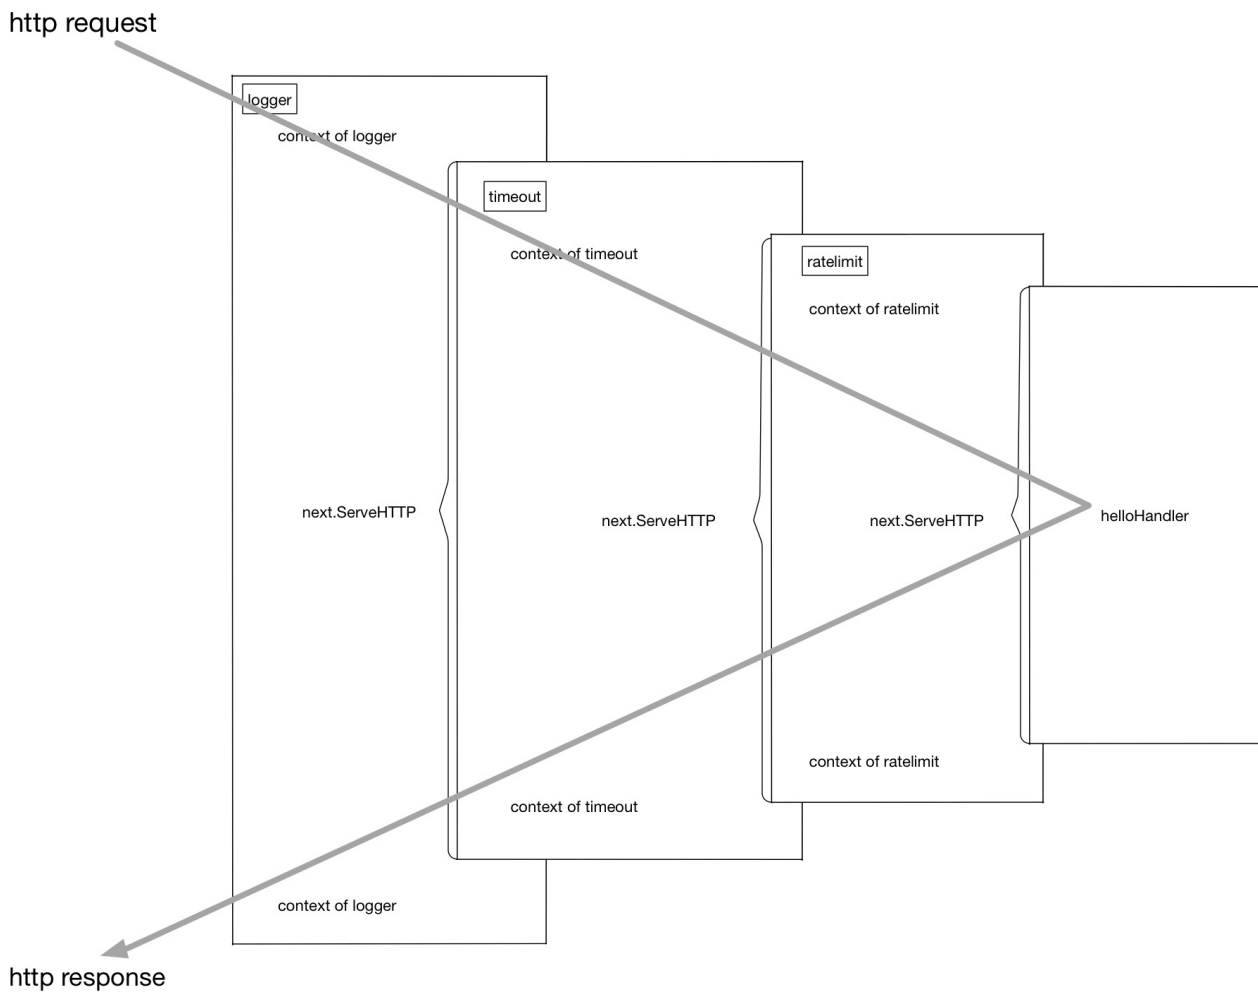 http request
logger
context of logger
timeout
context of timeout
ratelimit
context of ratelimit
next.ServeHTTP
next.ServeHTTP
next.ServeHTTP
helloHandler
context of ratelimit
context of timeout
context of logger
http response